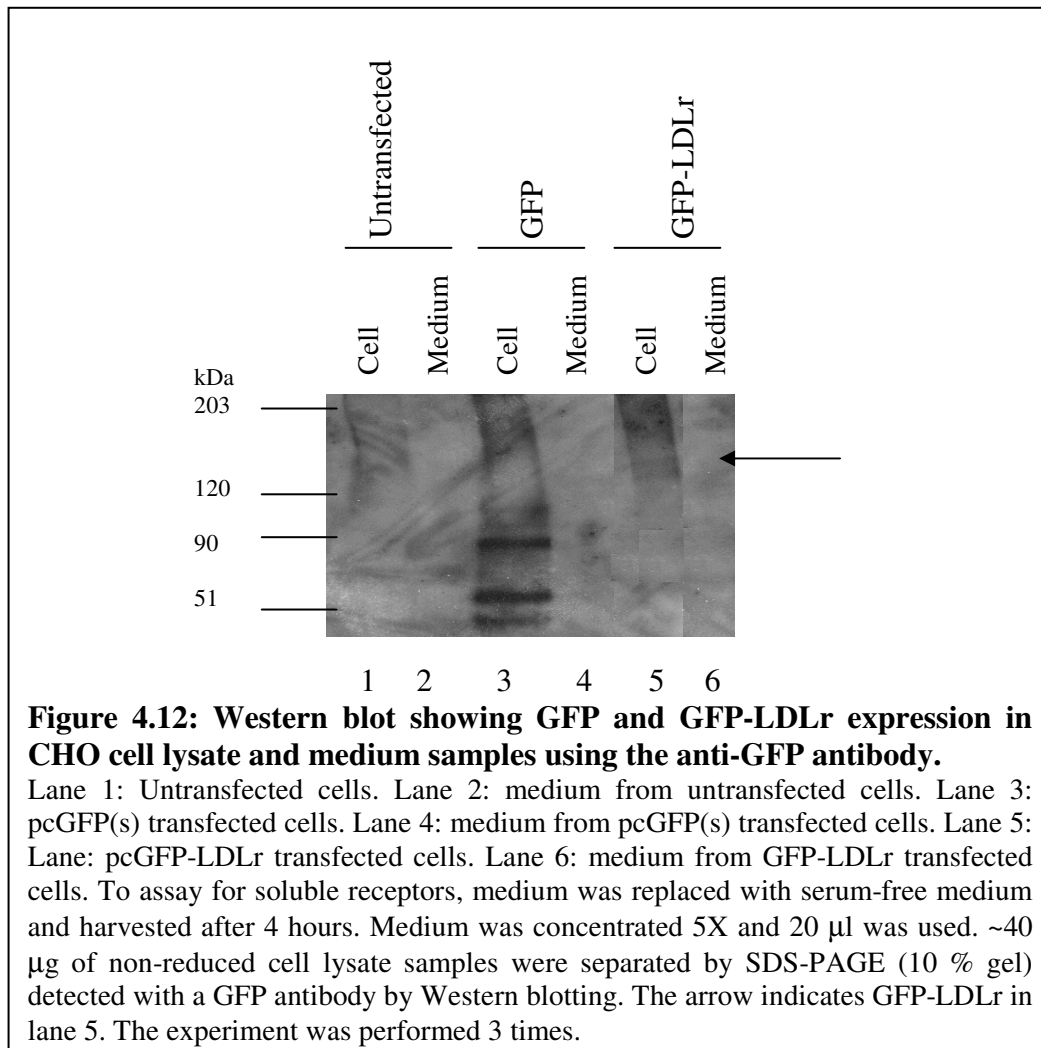 Untransfected
GFP
GFP-LDLr
Cell
Medium
Cell
Medium
Cell
Medium
kDa
203
120
90
51
1 2 3 4 5 6
Figure 4.12: Western blot showing GFP and GFP-LDLr expression in
CHO cell lysate and medium samples using the anti-GFP antibody.
Lane 1: Untransfected cells. Lane 2: medium from untransfected cells. Lane 3:
pcGFP(s) transfected cells. Lane 4: medium from pcGFP(s) transfected cells. Lane 5:
Lane: pcGFP-LDLr transfected cells. Lane 6: medium from GFP-LDLr transfected
cells. To assay for soluble receptors, medium was replaced with serum-free medium
and harvested after 4 hours. Medium was concentrated 5X and 20 μl was used. ~40
μg of non-reduced cell lysate samples were separated by SDS-PAGE (10 % gel)
detected with a GFP antibody by Western blotting. The arrow indicates GFP-LDLr in
lane 5. The experiment was performed 3 times.